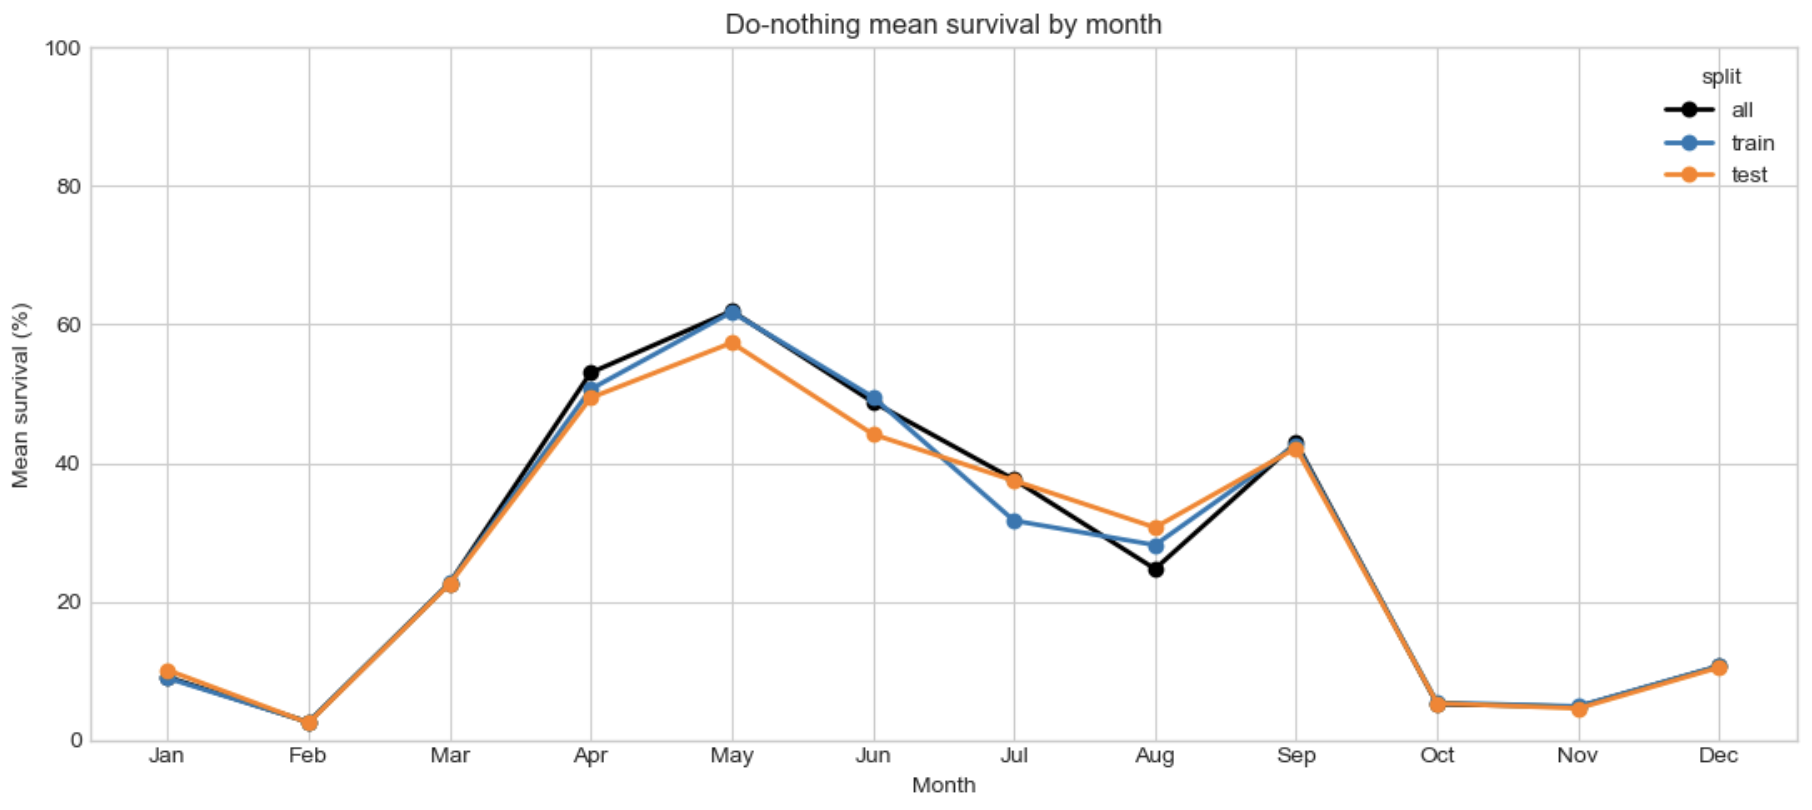 Do-nothing mean survival by month
split
all
train
test
100
80
60
40
20
0
Mean survival (%)
Jan Feb Mar Apr May Jun Jul Aug Sep Oct Nov Dec
Month